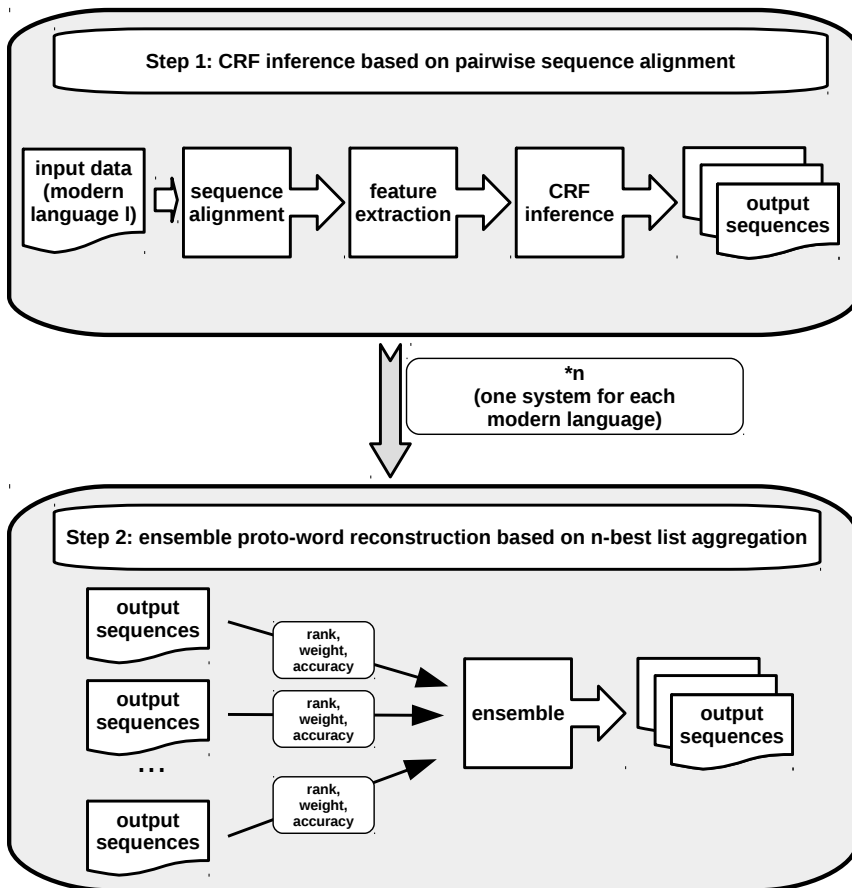 Step 1: CRF inference based on pairwise sequence alignment
input data
(modern
language l)
sequence
alignment
feature
extraction
CRF
inference
output
sequences
*n
(one system for each
modern language)
Step 2: ensemble proto-word reconstruction based on n-best list aggregation
output
sequences
rank,
weight,
accuracy
output
sequences
rank,
weight,
accuracy
...
output
sequences
rank,
weight,
accuracy
ensemble
output
sequences